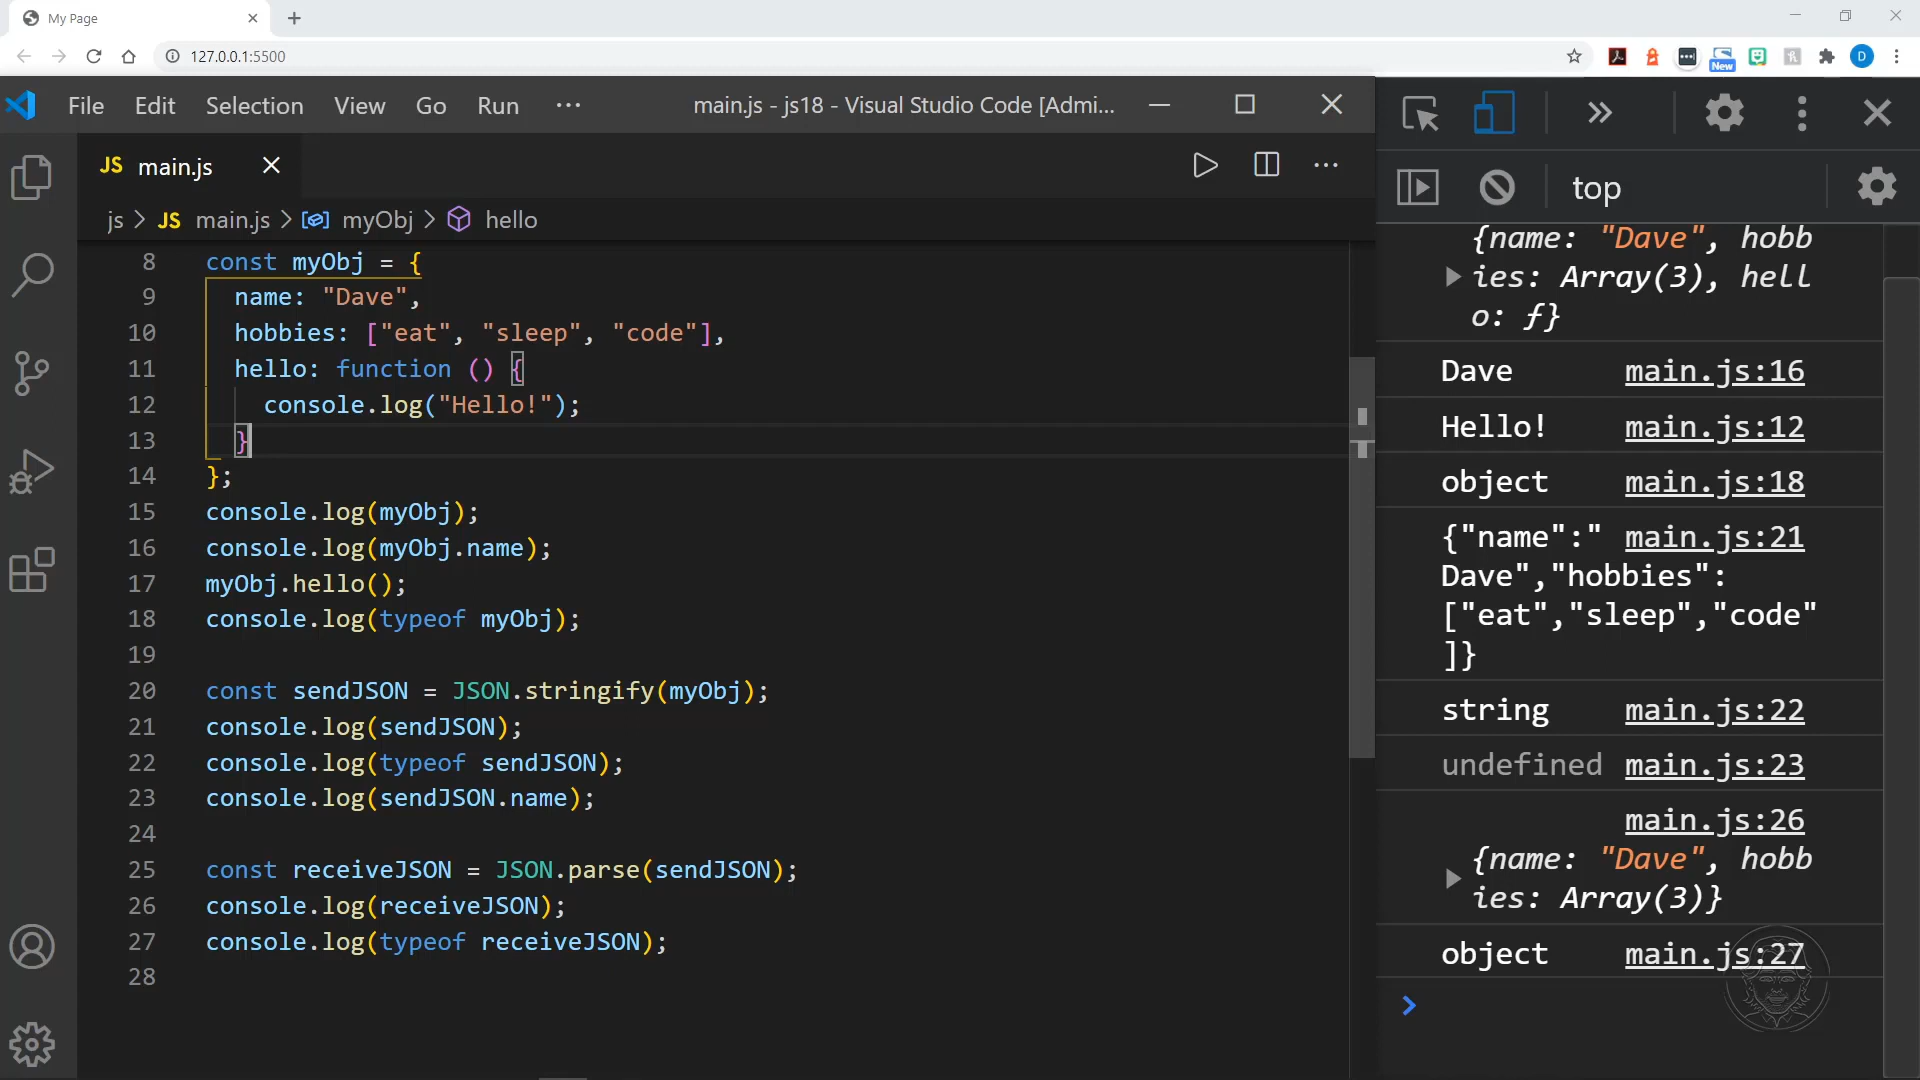 My Page
127.0.0.1:5500
New
D
File Edit Selection View Go Run ···
main.js - js18 - Visual Studio Code [Admi...
JS main.js
js > JS main.js > myObj > hello
8 const myObj = {
9 name: "Dave",
10 hobbies: ["eat", "sleep", "code"],
11 hello: function () {
12 console.log("Hello!");
13 }
14 };
15 console.log(myObj);
16 console.log(myObj.name);
17 myObj.hello();
18 console.log(typeof myObj);
19
20 const sendJSON = JSON.stringify(myObj);
21 console.log(sendJSON);
22 console.log(typeof sendJSON);
23 console.log(sendJSON.name);
24
25 const receiveJSON = JSON.parse(sendJSON);
26 console.log(receiveJSON);
27 console.log(typeof receiveJSON);
28
top
{name: "Dave", hobb
ies: Array(3), hell
o: ƒ}
Dave main.js:16
Hello! main.js:12
object main.js:18
{"name":" main.js:21
Dave","hobbies":
["eat","sleep","code"
]}
string main.js:22
undefined main.js:23
main.js:26
{name: "Dave", hobb
ies: Array(3)}
object main.js:27